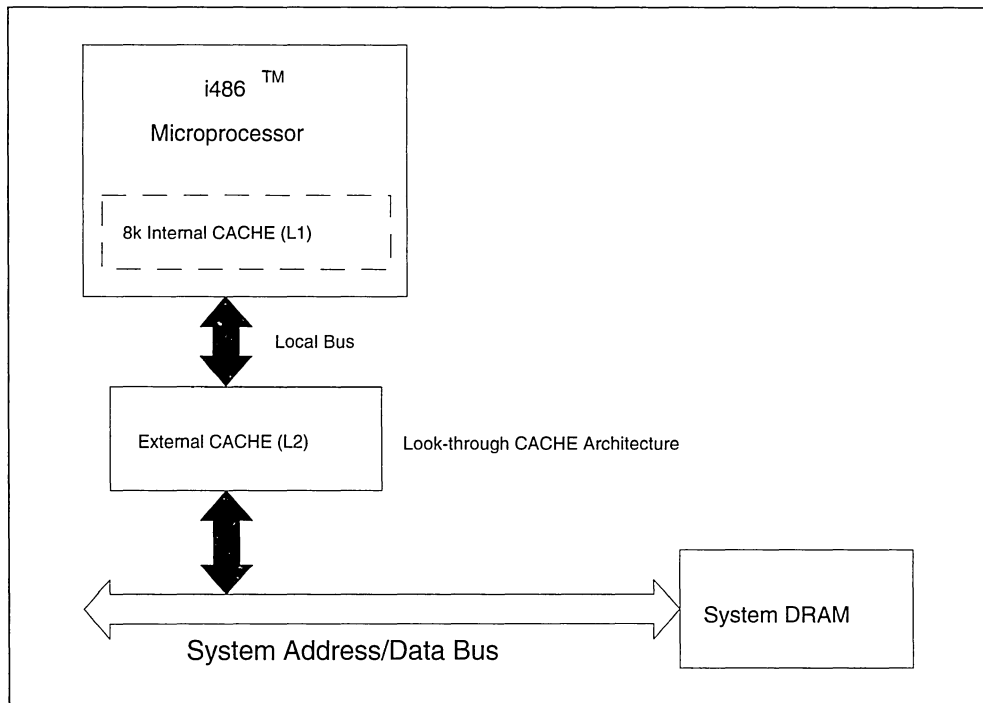 i486 TM
Microprocessor
8k Internal CACHE (L1)
Local Bus
External CACHE (L2)
Look-through CACHE Architecture
System DRAM
System Address/Data Bus